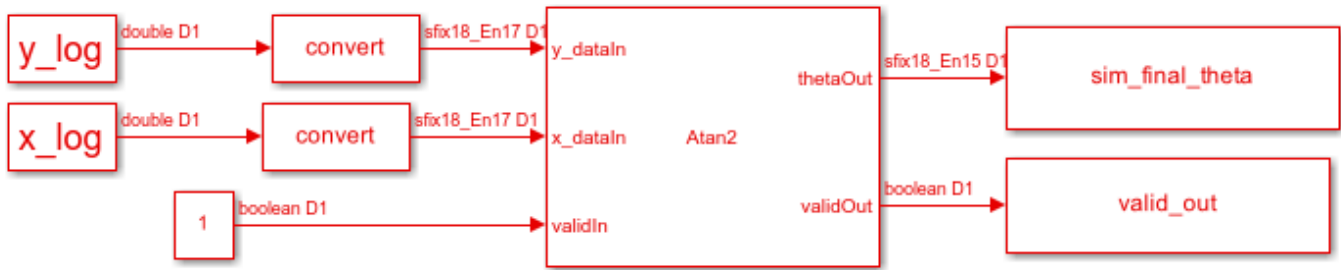 y_log
double D1
convert
sfix18_En17 D1
y_dataIn
thetaOut
sfix18_En15 D1
sim_final_theta
x_log
double D1
convert
sfix18_En17 D1
x_dataIn
Atan2
1
boolean D1
validIn
validOut
boolean D1
valid_out